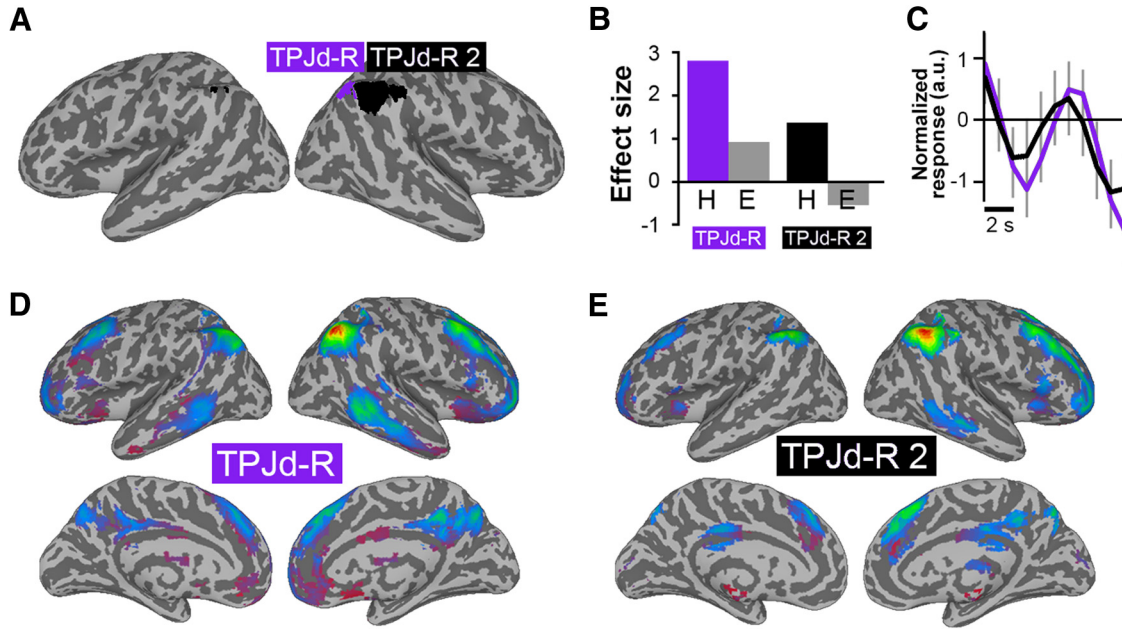 A
TPJd-R TPJd-R 2
B
Effect size
3
2
1
0
-1
H E H E
TPJd-R TPJd-R 2
C
Normalized
response (a.u.)
1
0
-1
2 s
D
TPJd-R
E
TPJd-R 2